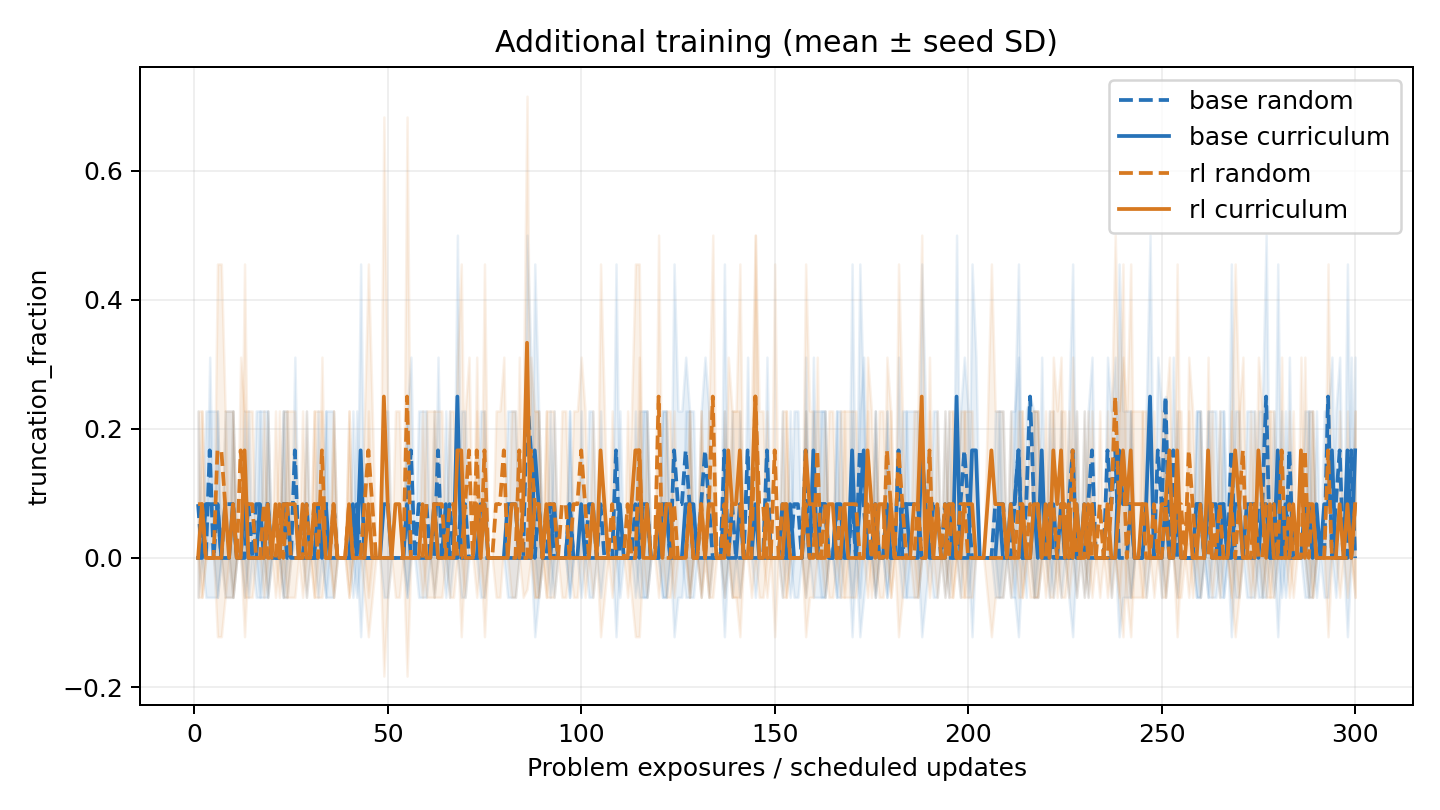 Additional training (mean ± seed SD)
base random
base curriculum
rl random
rl curriculum
truncation_fraction
0.6
0.4
0.2
0.0
−0.2
0 50 100 150 200 250 300
Problem exposures / scheduled updates